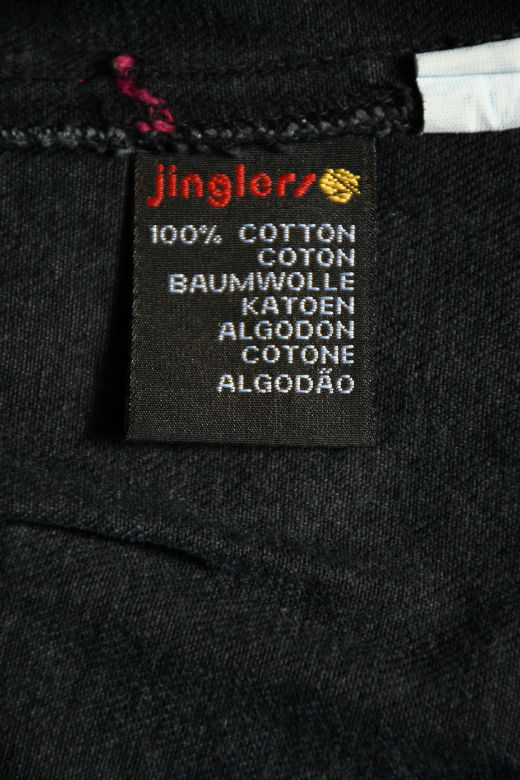 jinglers
100% COTTON
COTON
BAUMWOLLE
KATOEN
ALGODON
COTONE
ALGODÃO